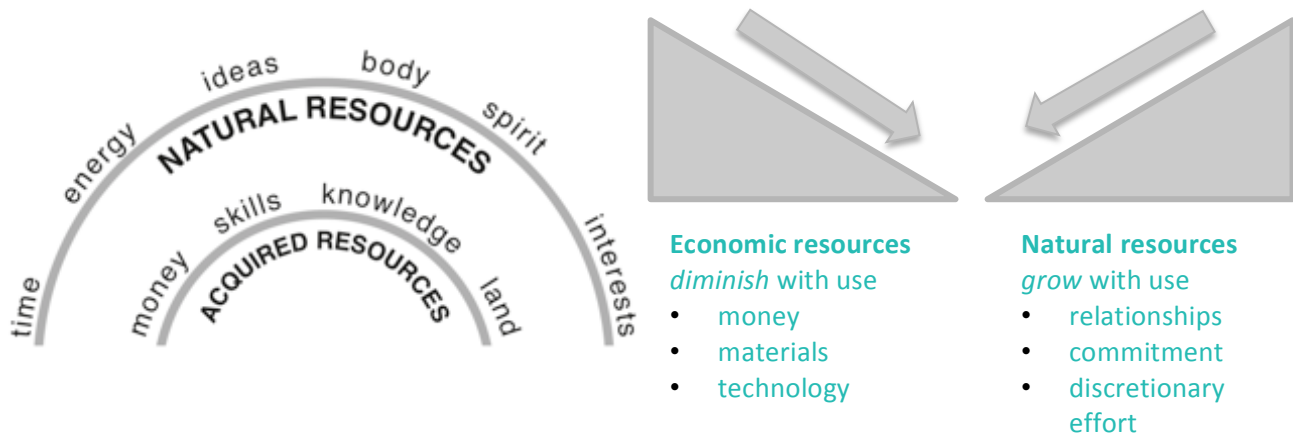 time energy ideas body spirit interests
NATURAL RESOURCES
money skills knowledge land
ACQUIRED RESOURCES
Economic resources
diminish with use
• money
• materials
• technology
Natural resources
grow with use
• relationships
• commitment
• discretionary
effort